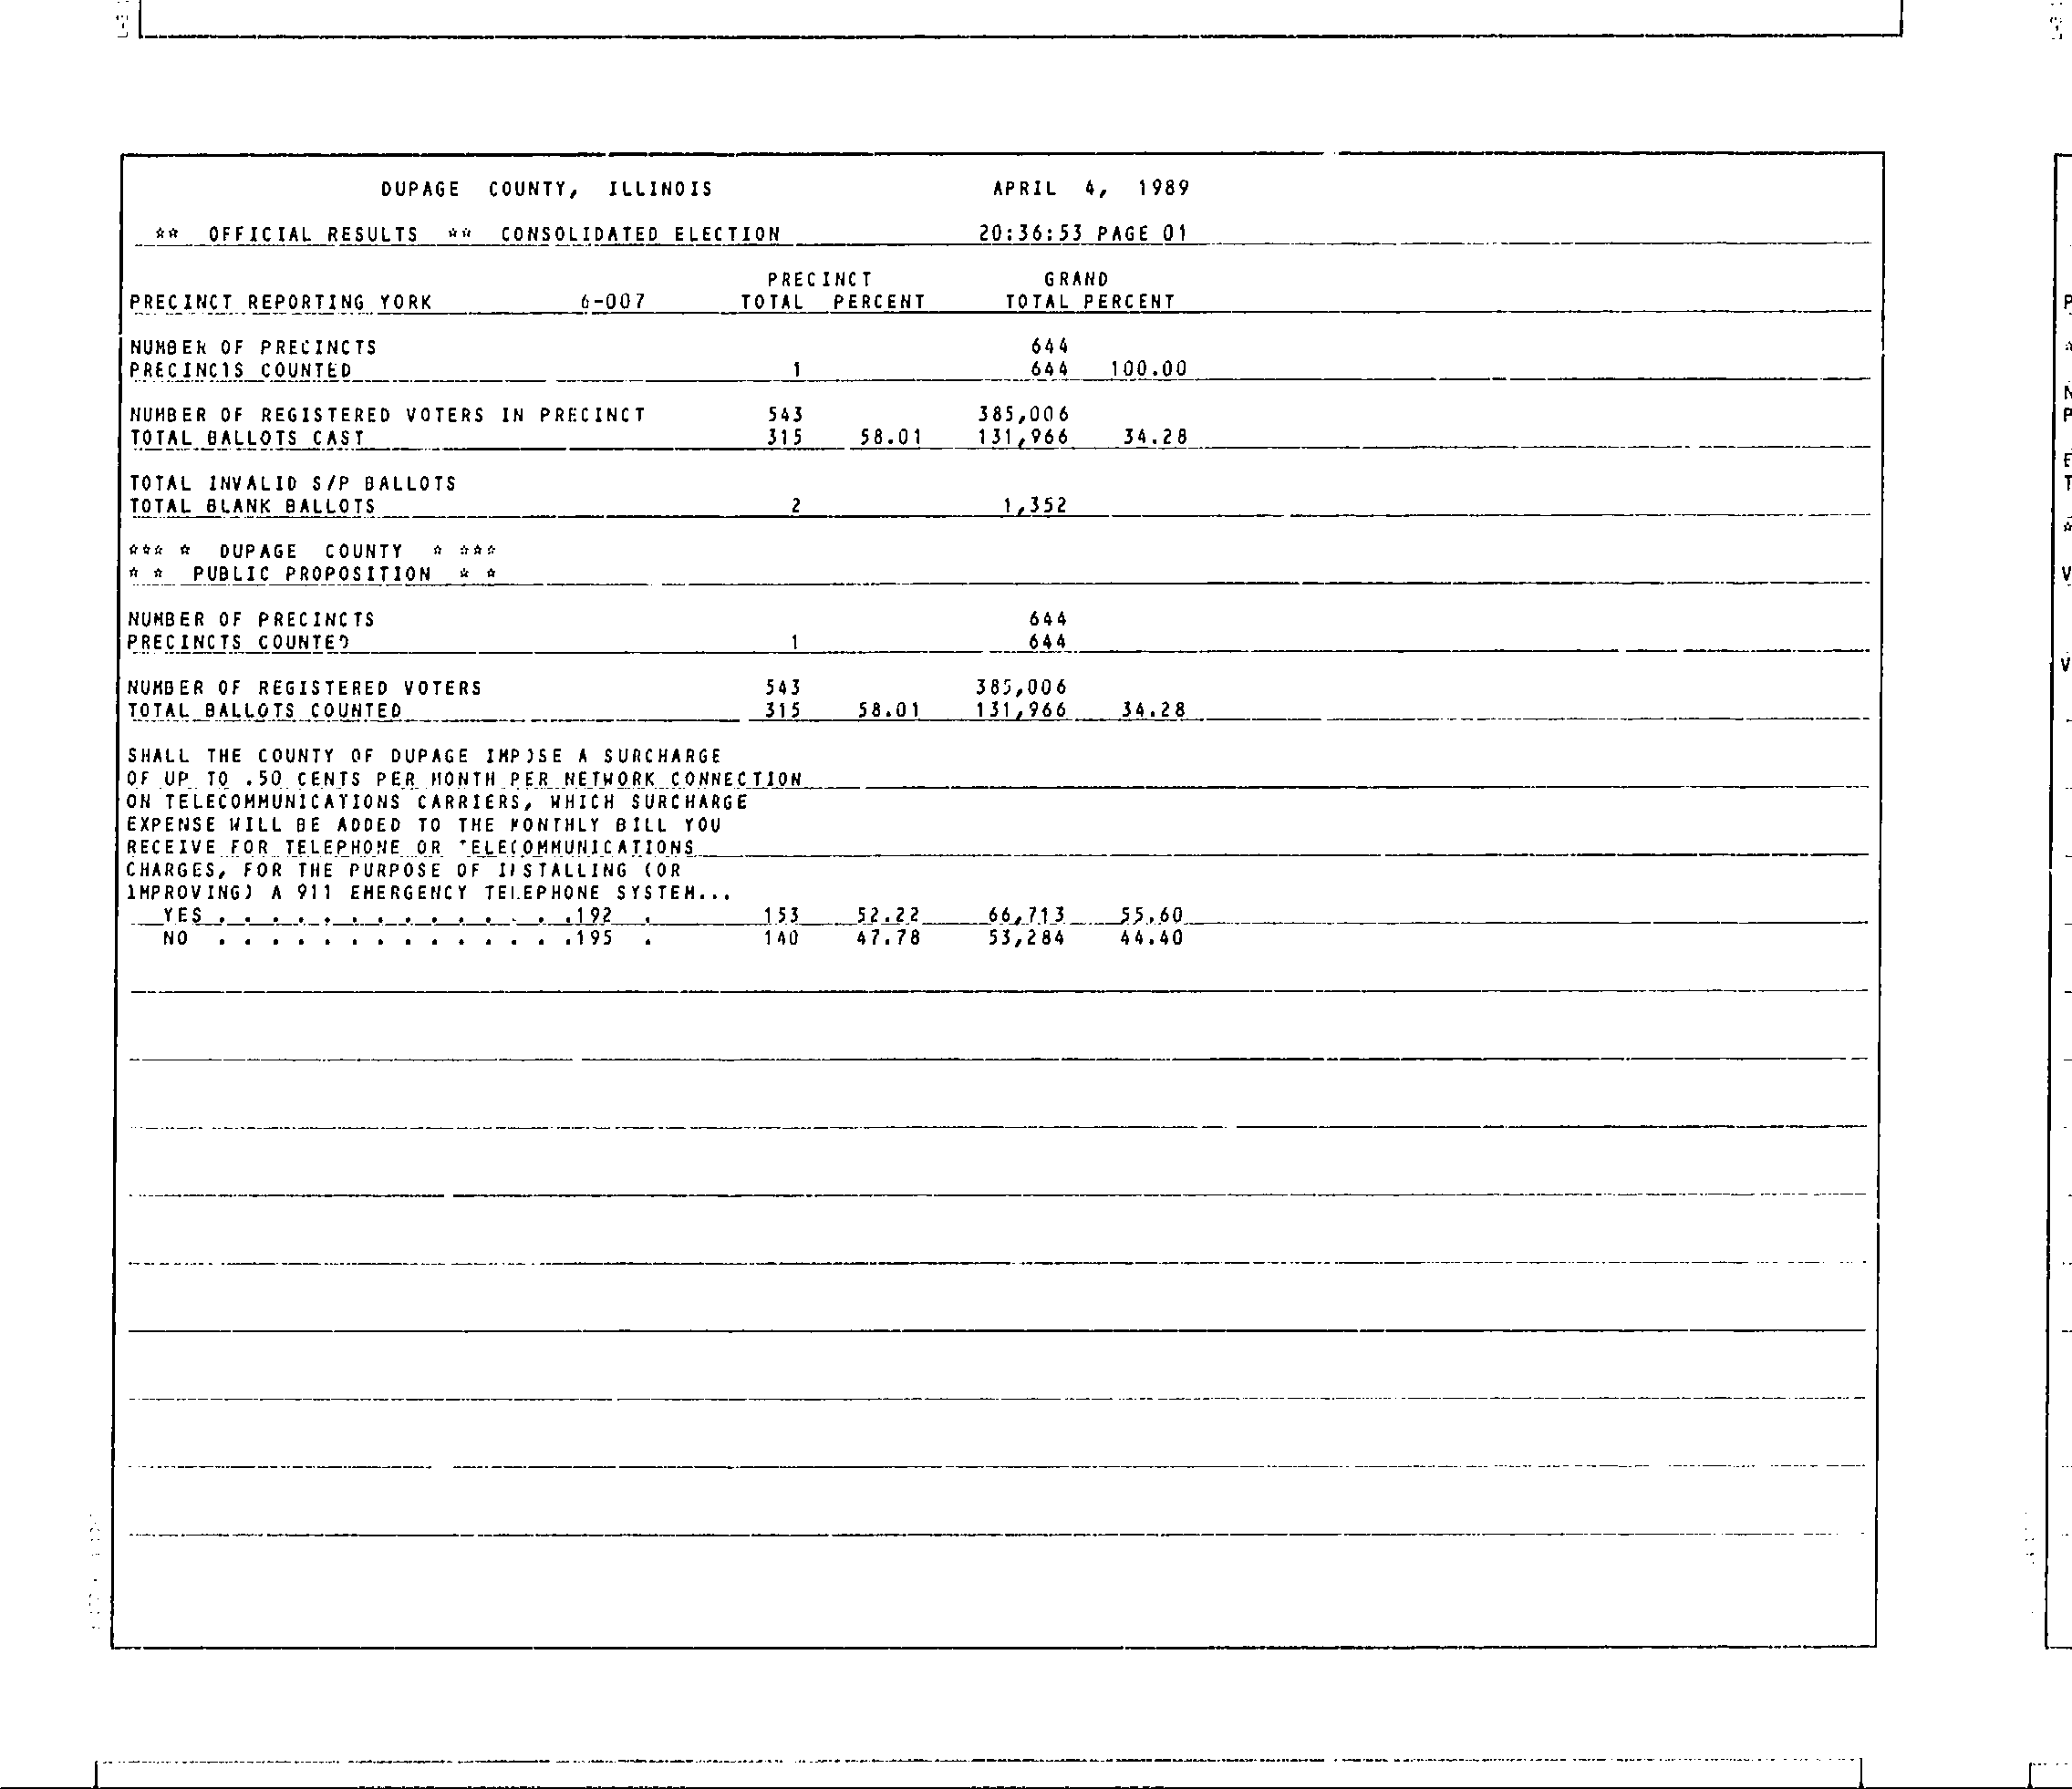 DUPAGE COUNTY, ILLINOIS APRIL 4, 1989
** OFFICIAL RESULTS ** CONSOLIDATED ELECTION 20:36:53 PAGE 01
PRECINCT GRAND
PRECINCT REPORTING YORK 6-007 TOTAL PERCENT TOTAL PERCENT
NUMBER OF PRECINCTS 644
PRECINCTS COUNTED 1 644 100.00
NUMBER OF REGISTERED VOTERS IN PRECINCT 543 385,006
TOTAL BALLOTS CAST 315 58.01 131,966 34.28
TOTAL INVALID S/P BALLOTS
TOTAL BLANK BALLOTS 2 1,352
*** * DUPAGE COUNTY * ***
* * PUBLIC PROPOSITION * *
NUMBER OF PRECINCTS 644
PRECINCTS COUNTED 1 644
NUMBER OF REGISTERED VOTERS 543 385,006
TOTAL BALLOTS COUNTED 315 58.01 131,966 34.28
SHALL THE COUNTY OF DUPAGE IMPOSE A SURCHARGE
OF UP TO .50 CENTS PER MONTH PER NETWORK CONNECTION
ON TELECOMMUNICATIONS CARRIERS, WHICH SURCHARGE
EXPENSE WILL BE ADDED TO THE MONTHLY BILL YOU
RECEIVE FOR TELEPHONE OR TELECOMMUNICATIONS
CHARGES, FOR THE PURPOSE OF INSTALLING (OR
IMPROVING) A 911 EMERGENCY TELEPHONE SYSTEM...
YES . . . . . . . . . . . . . .192 . 153 52.22 66,713 55.60
NO . . . . . . . . . . . . . .195 . 140 47.78 53,284 44.40